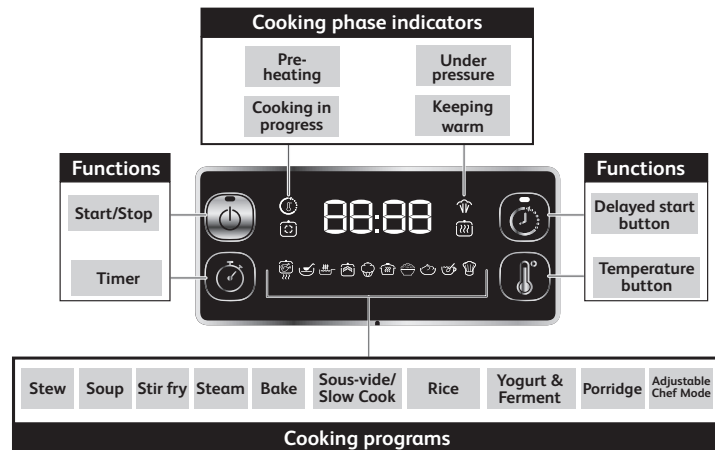 Cooking phase indicators
Pre-
heating
Under
pressure
Cooking in
progress
Keeping
warm
Functions
Start/Stop
Timer
88:88
Functions
Delayed start
button
Temperature
button
Stew
Soup
Stir fry
Steam
Bake
Sous-vide/
Slow Cook
Rice
Yogurt &
Ferment
Porridge
Adjustable
Chef Mode
Cooking programs